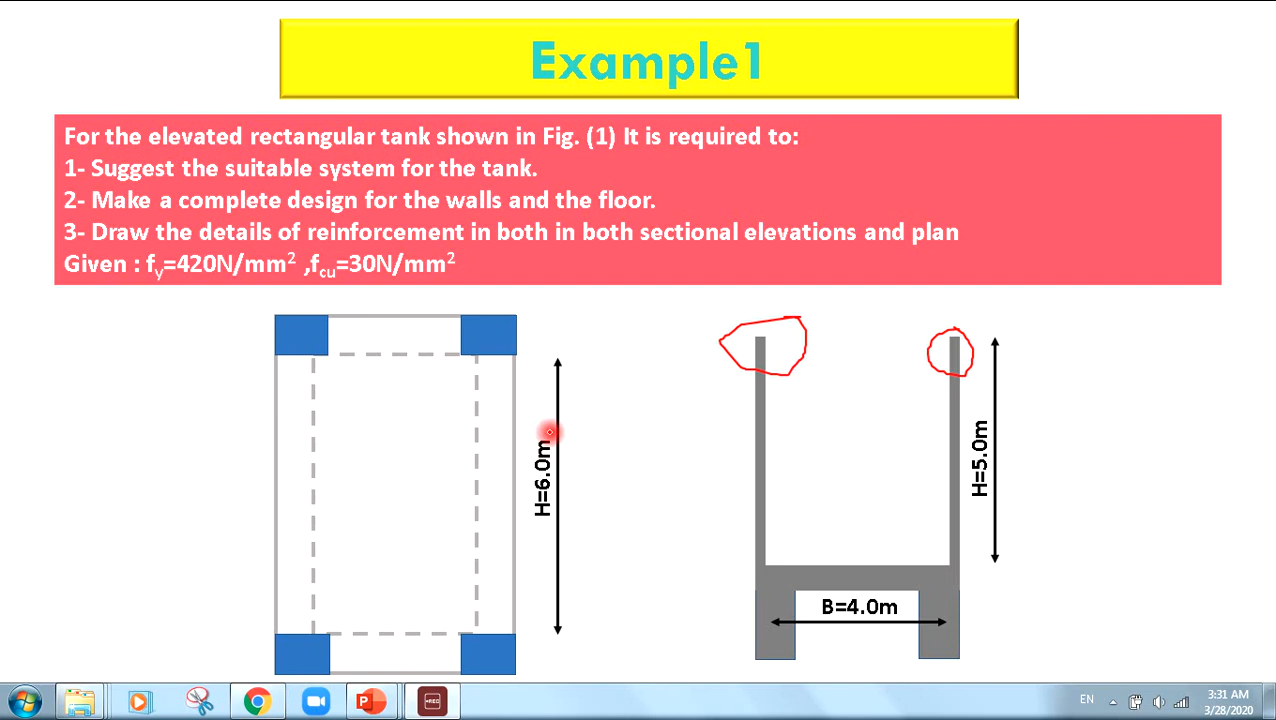 Example1
For the elevated rectangular tank shown in Fig. (1) It is required to:
1- Suggest the suitable system for the tank.
2- Make a complete design for the walls and the floor.
3- Draw the details of reinforcement in both in both sectional elevations and plan
Given : fy=420N/mm2 ,fcu=30N/mm2
H=6.0m
H=5.0m
B=4.0m
REC
EN
3:31 AM
3/28/2020